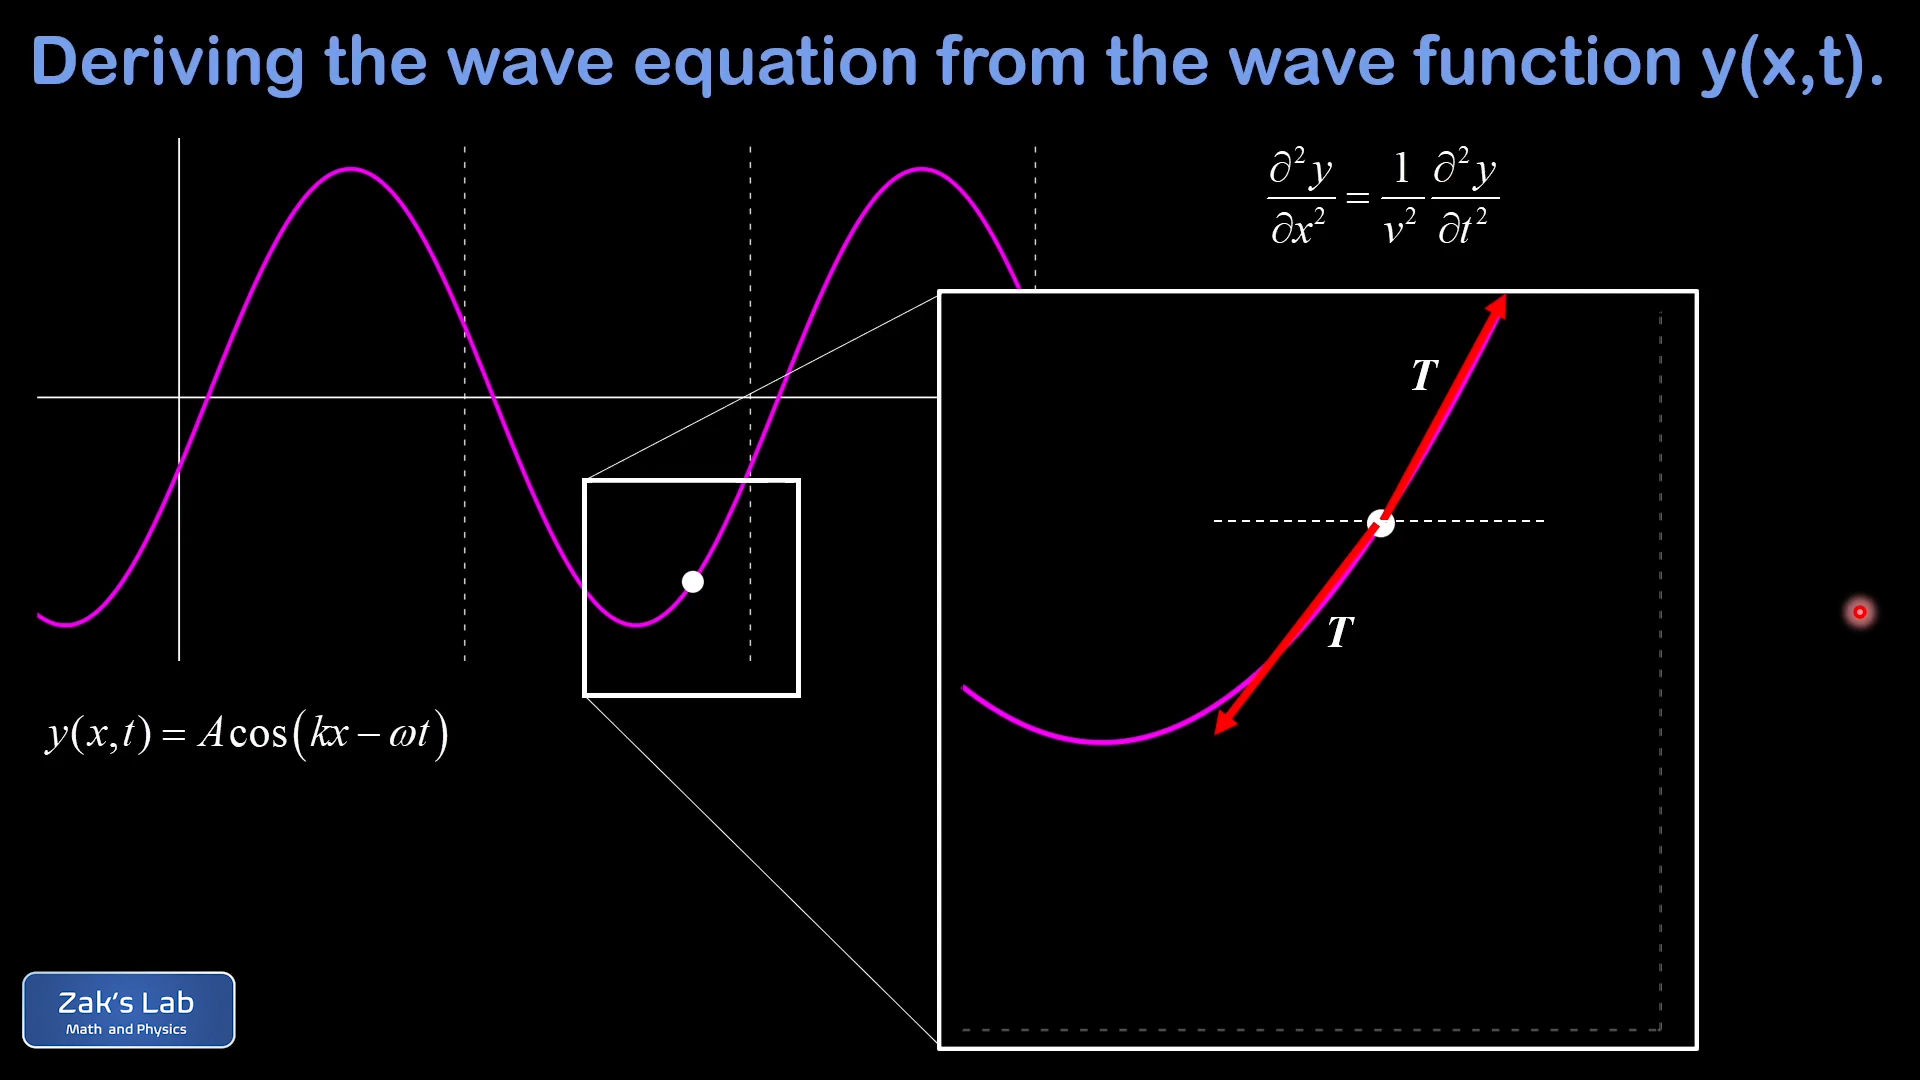 Deriving the wave equation from the wave function y(x,t).
∂²y/∂x² = 1/v² ∂²y/∂t²
T
T
y(x,t) = A cos(kx − ωt)
Zak's Lab
Math and Physics